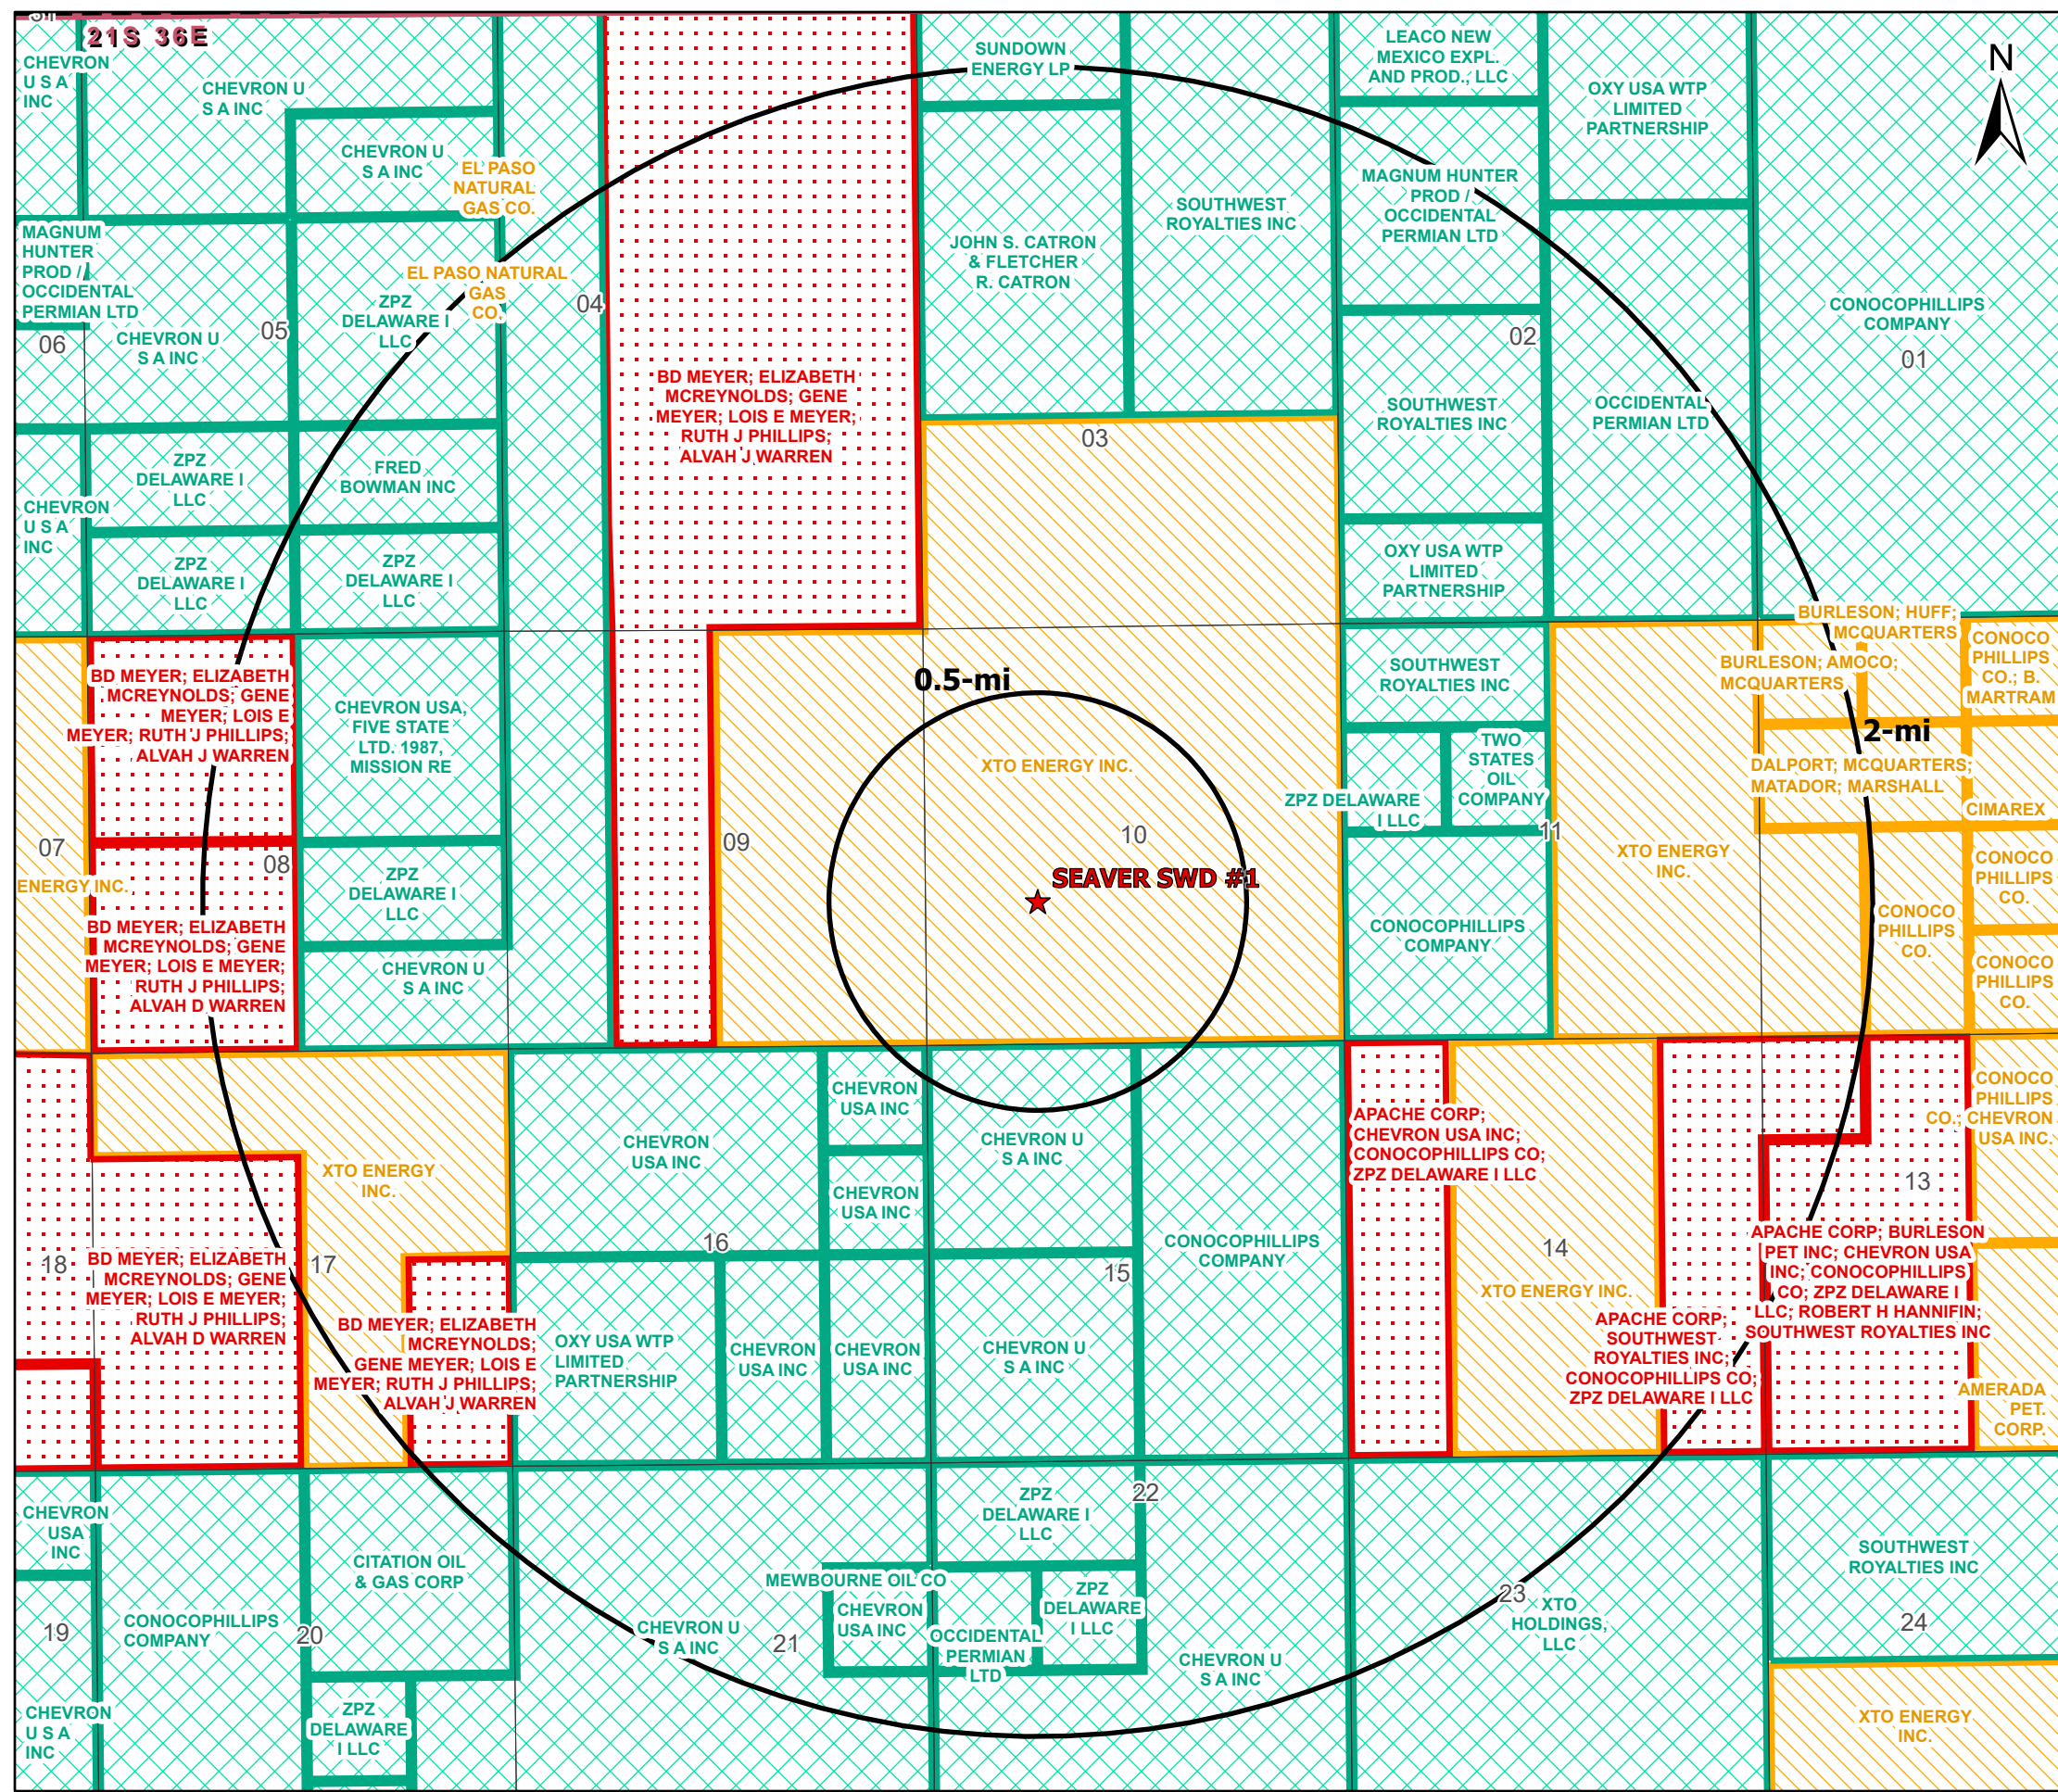 21S 36E
N
CHEVRON
U S A
INC
CHEVRON U
S A INC
CHEVRON U
S A INC
EL PASO
NATURAL
GAS CO.
SUNDOWN
ENERGY LP
LEACO NEW
MEXICO EXPL.
AND PROD., LLC
OXY USA WTP
LIMITED
PARTNERSHIP
MAGNUM
HUNTER
PROD /
OCCIDENTAL
PERMIAN LTD
06
CHEVRON U
S A INC
05
EL PASO NATURAL
GAS
CO.
ZPZ
DELAWARE I
LLC
04
JOHN S. CATRON
& FLETCHER
R. CATRON
SOUTHWEST
ROYALTIES INC
MAGNUM HUNTER
PROD /
OCCIDENTAL
PERMIAN LTD
02
CONOCOPHILLIPS
COMPANY
01
BD MEYER; ELIZABETH
MCREYNOLDS; GENE
MEYER; LOIS E MEYER;
RUTH J PHILLIPS;
ALVAH J WARREN
03
SOUTHWEST
ROYALTIES INC
OCCIDENTAL
PERMIAN LTD
CHEVRON
U S A
INC
ZPZ
DELAWARE I
LLC
FRED
BOWMAN INC
ZPZ
DELAWARE I
LLC
ZPZ
DELAWARE I
LLC
OXY USA WTP
LIMITED
PARTNERSHIP
BURLESON; HUFF;
MCQUARTERS
CONOCO
PHILLIPS
CO.; B.
MARTRAM
BURLESON; AMOCO;
MCQUARTERS
BD MEYER; ELIZABETH
MCREYNOLDS; GENE
MEYER; LOIS E
MEYER; RUTH J PHILLIPS;
ALVAH J WARREN
CHEVRON USA,
FIVE STATE
LTD. 1987,
MISSION RE
0.5-mi
SOUTHWEST
ROYALTIES INC
2-mi
XTO ENERGY INC.
TWO
STATES
OIL
COMPANY
ZPZ DELAWARE
I LLC
DALPORT; MCQUARTERS;
MATADOR; MARSHALL
CIMAREX
07
08
09
10
11
ENERGY INC.
ZPZ
DELAWARE I
LLC
SEAVER SWD #1
XTO ENERGY
INC.
CONOCO
PHILLIPS
CO.
BD MEYER; ELIZABETH
MCREYNOLDS; GENE
MEYER; LOIS E MEYER;
RUTH J PHILLIPS;
ALVAH D WARREN
CHEVRON U
S A INC
CONOCOPHILLIPS
COMPANY
CONOCO
PHILLIPS
CO.
CONOCO
PHILLIPS
CO.
CHEVRON
USA INC
CHEVRON
USA INC
CHEVRON U
S A INC
APACHE CORP;
CHEVRON USA INC;
CONOCOPHILLIPS CO;
ZPZ DELAWARE I LLC
CONOCO
PHILLIPS
CO.; CHEVRON
USA INC.
XTO ENERGY
INC.
CHEVRON
USA INC
13
18
BD MEYER; ELIZABETH
MCREYNOLDS; GENE
MEYER; LOIS E MEYER;
RUTH J PHILLIPS;
ALVAH D WARREN
17
16
15
CONOCOPHILLIPS
COMPANY
14
XTO ENERGY INC.
APACHE CORP; BURLESON
PET INC; CHEVRON USA
INC; CONOCOPHILLIPS
CO; ZPZ DELAWARE I
LLC; ROBERT H HANNIFIN;
SOUTHWEST ROYALTIES INC
BD MEYER; ELIZABETH
MCREYNOLDS;
GENE MEYER; LOIS E
MEYER; RUTH J PHILLIPS;
ALVAH J WARREN
OXY USA WTP
LIMITED
PARTNERSHIP
CHEVRON
USA INC
CHEVRON
USA INC
CHEVRON U
S A INC
APACHE CORP;
SOUTHWEST
ROYALTIES INC;
CONOCOPHILLIPS CO;
ZPZ DELAWARE I LLC
AMERADA
PET.
CORP.
CHEVRON
USA
INC
CITATION OIL
& GAS CORP
ZPZ
DELAWARE I
LLC
22
SOUTHWEST
ROYALTIES INC
MEWBOURNE OIL CO
CHEVRON
USA INC
ZPZ
DELAWARE
I LLC
23
XTO
HOLDINGS,
LLC
19
CONOCOPHILLIPS
COMPANY
20
CHEVRON U
S A INC
21
OCCIDENTAL
PERMIAN
LTD
CHEVRON U
S A INC
24
CHEVRON
U S A
INC
ZPZ
DELAWARE
I LLC
XTO ENERGY
INC.